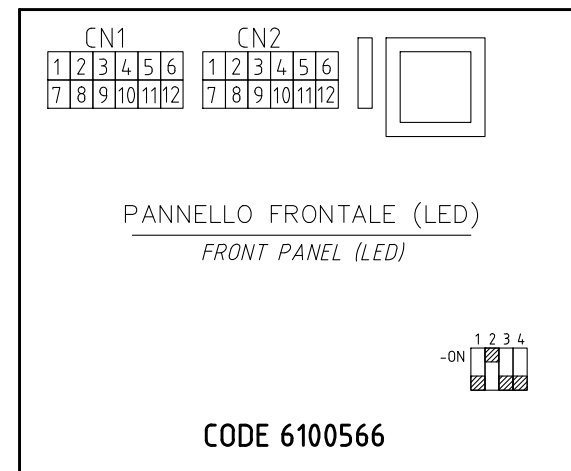 CN1 CN2
1 2 3 4 5 6 1 2 3 4 5 6
7 8 9 10 11 12 7 8 9 10 11 12
PANNELLO FRONTALE (LED)
FRONT PANEL (LED)
1 2 3 4
-ON
CODE 6100566